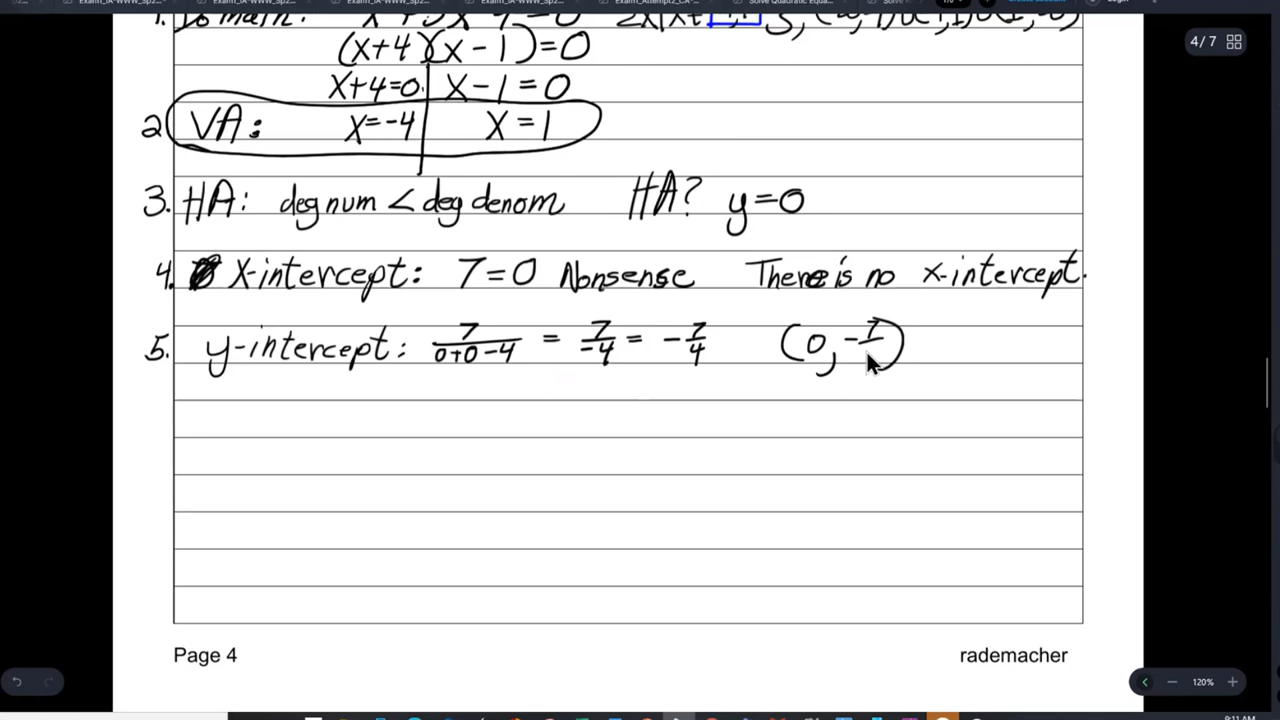 4 / 7
(x+4)(x-1)=0
x+4=0 x-1=0
2 VA: x=-4 x=1
3. HA: deg num < deg denom HA? y=0
4. X-intercept: 7=0 Nonsense There is no x-intercept.
5. y-intercept: 7/(0+0-4) = 7/-4 = -7/4 (0, -7
Page 4 rademacher
120%